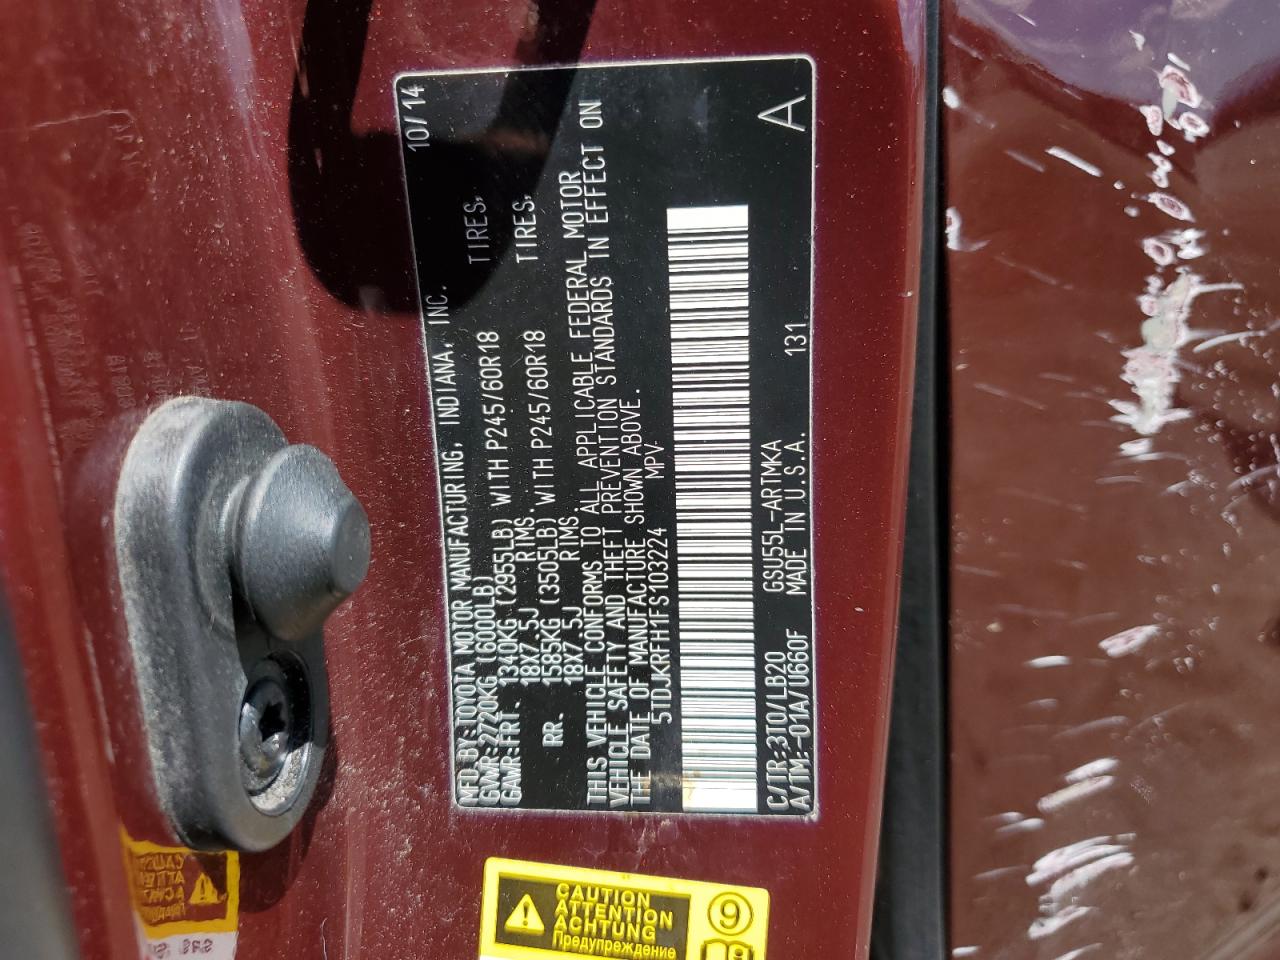 MFD.BY:TOYOTA MOTOR MANUFACTURING, INDIANA, INC. 10/14
GVWR:2720KG (6000LB)
GAWR:FRT. 1340KG (2955LB) WITH P245/60R18 TIRES,
18X7.5J RIMS.
RR. 1585KG (3505LB) WITH P245/60R18 TIRES,
18X7.5J RIMS.
THIS VEHICLE CONFORMS TO ALL APPLICABLE FEDERAL MOTOR
VEHICLE SAFETY AND THEFT PREVENTION STANDARDS IN EFFECT ON
THE DATE OF MANUFACTURE SHOWN ABOVE.
5TDJKRFH1FS103224 MPV
C/TR:3T0/LB20 GSU55L-ARTMKA
A/TM:-01A/U660F MADE IN U.S.A. 131 A
CAUTION
ATTENTION
ACHTUNG
Предупреждение
9